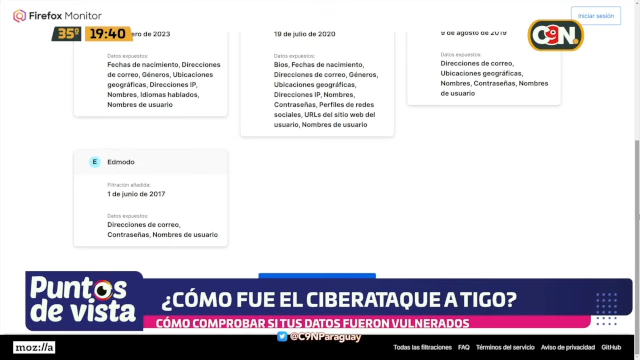 Firefox Monitor
Iniciar sesión
35º
19:40
C9N
ero de 2023
19 de julio de 2020
9 de agosto de 2019
Datos expuestos:
Fechas de nacimiento, Direcciones
de correo, Géneros, Ubicaciones
geográficas, Direcciones IP,
Nombres, Idiomas hablados,
Nombres de usuario
Datos expuestos:
Bios, Fechas de nacimiento,
Direcciones de correo, Géneros,
Ubicaciones geográficas,
Direcciones IP, Nombres,
Contraseñas, Perfiles de redes
sociales, URLs del sitio web del
usuario, Nombres de usuario
Datos expuestos:
Direcciones de correo,
Ubicaciones geográficas,
Nombres, Contraseñas, Nombres
de usuario
E Edmodo
Filtración añadida:
1 de junio de 2017
Datos expuestos:
Direcciones de correo,
Contraseñas, Nombres de usuario
Puntos
de vista
¿CÓMO FUE EL CIBERATAQUE A TIGO?
CÓMO COMPROBAR SI TUS DATOS FUERON VULNERADOS
@C9NParaguay
moz://a
Todas las filtraciones
FAQ
Términos del servicio
Aviso de privacidad
GitHub